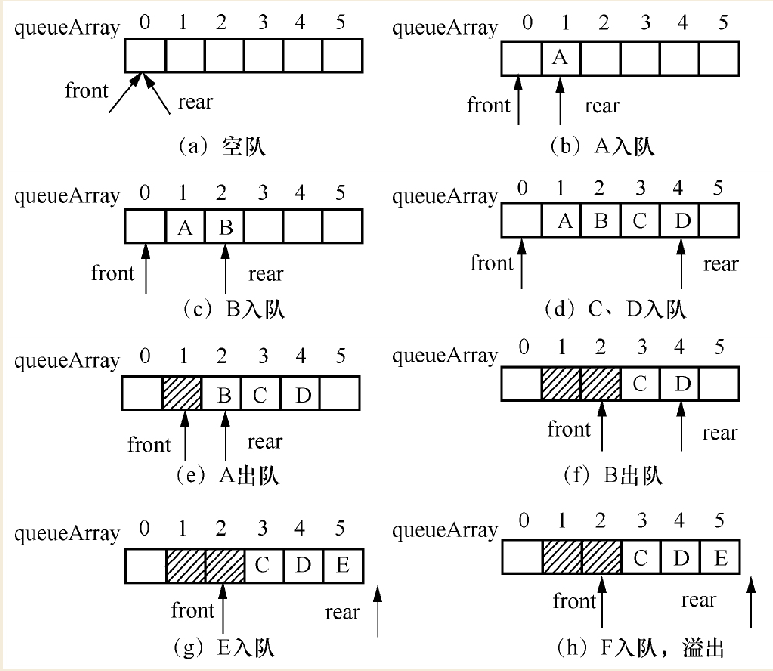 queueArray 0 1 2 3 4 5
front rear
(a) 空队
queueArray 0 1 2 3 4 5
A
front rear
(b) A入队
queueArray 0 1 2 3 4 5
A B
front rear
(c) B入队
queueArray 0 1 2 3 4 5
A B C D
front rear
(d) C、D入队
queueArray 0 1 2 3 4 5
B C D
front rear
(e) A出队
queueArray 0 1 2 3 4 5
C D
front rear
(f) B出队
queueArray 0 1 2 3 4 5
C D E
front rear
(g) E入队
queueArray 0 1 2 3 4 5
C D E
front rear
(h) F入队，溢出